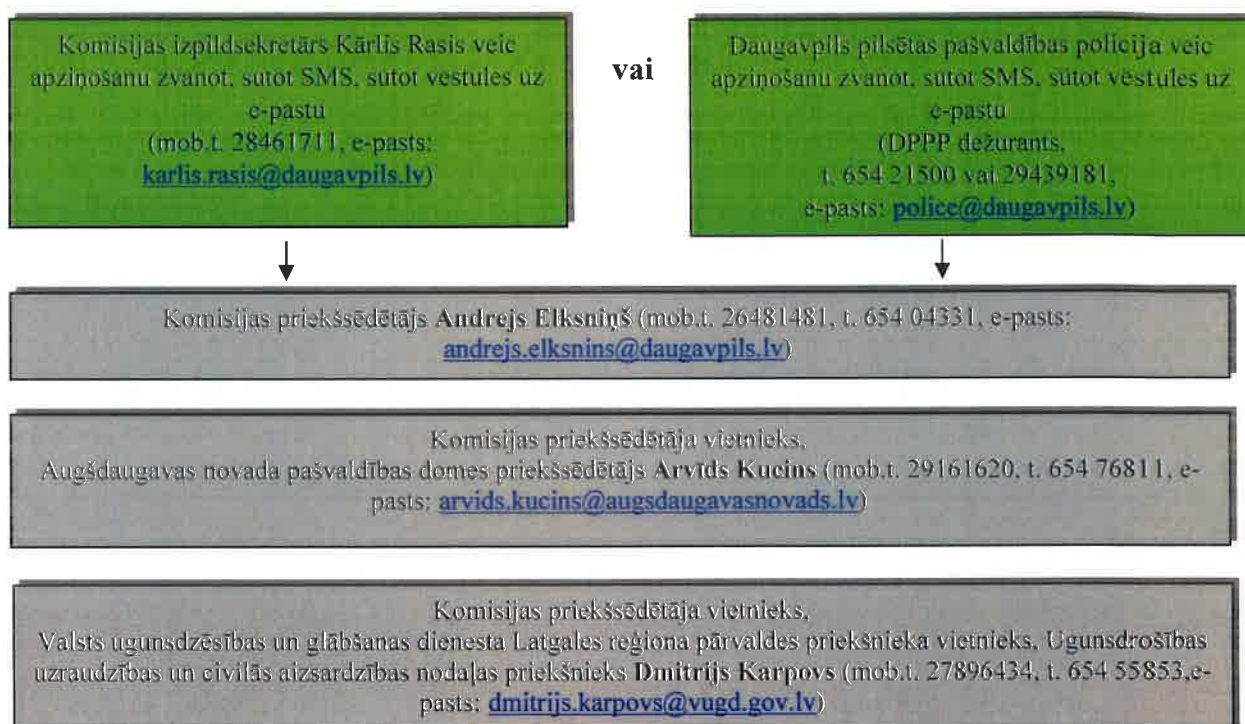 Komisijas izpildsekretārs Kārlis Rasis veic
apziņošanu zvanot, sūtot SMS, sūtot vēstules uz
e-pastu
(mob.t. 28461711, e-pasts:
karlis.rasis@daugavpils.lv)
vai
Daugavpils pilsētas pašvaldības policija veic
apziņošanu zvanot, sūtot SMS, sūtot vēstules uz
e-pastu
(DPPP dežurants,
t. 654 21500 vai 29439181,
e-pasts: police@daugavpils.lv)
Komisijas priekšsēdētājs Andrejs Elksniņš (mob.t. 26481481, t. 654 04331, e-pasts:
andrejs.elksnins@daugavpils.lv)
Komisijas priekšsēdētāja vietnieks,
Augšdaugavas novada pašvaldības domes priekšsēdētājs Arvīds Kucins (mob.t. 29161620, t. 654 76811, e-
pasts: arvids.kucins@augsdaugavasnovads.lv)
Komisijas priekšsēdētāja vietnieks,
Valsts ugunsdzēsības un glābšanas dienesta Latgales reģiona pārvaldes priekšnieka vietnieks, Ugunsdrošības
uzraudzības un civilās aizsardzības nodaļas priekšnieks Dmitrijs Karpovs (mob.t. 27896434, t. 654 55853,e-
pasts: dmitrijs.karpovs@vugd.gov.lv)